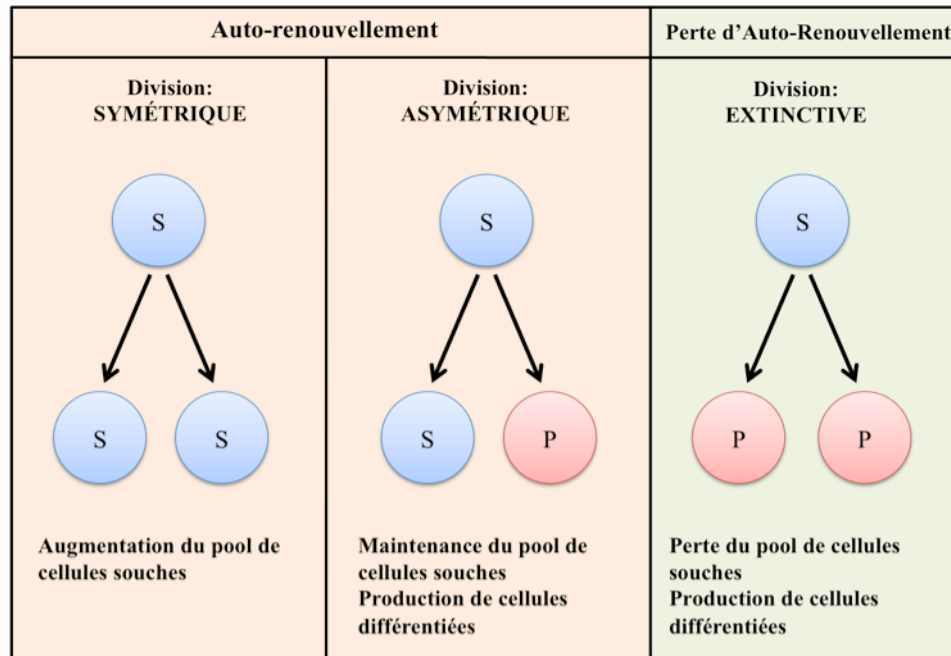 Auto-renouvellement
Perte d’Auto-Renouvellement
Division:
SYMÉTRIQUE
Division:
ASYMÉTRIQUE
Division:
EXTINCTIVE
S
S
S
S
S
S
P
P
P
Augmentation du pool de
cellules souches
Maintenance du pool de
cellules souches
Production de cellules
différentiées
Perte du pool de cellules
souches
Production de cellules
différentiées